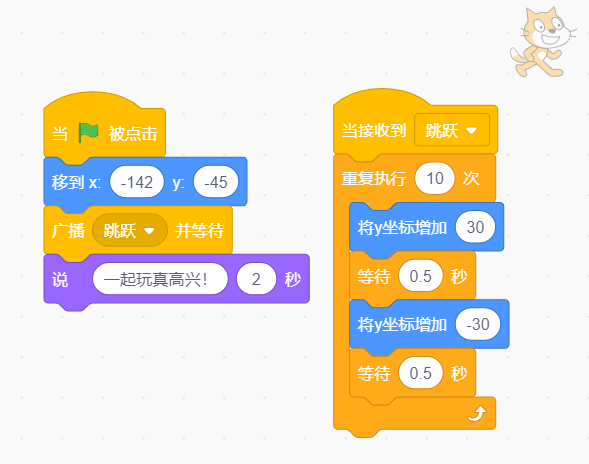 当 被点击
移到 x: -142 y: -45
广播 跳跃 并等待
说 一起玩真高兴！ 2 秒
当接收到 跳跃
重复执行 10 次
将y坐标增加 30
等待 0.5 秒
将y坐标增加 -30
等待 0.5 秒